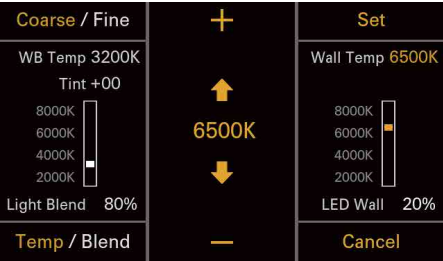 Coarse / Fine
WB Temp 3200K
Tint +00
8000K
6000K
4000K
2000K
Light Blend 80%
Temp / Blend
+
6500K
−
Set
Wall Temp 6500K
8000K
6000K
4000K
2000K
LED Wall 20%
Cancel